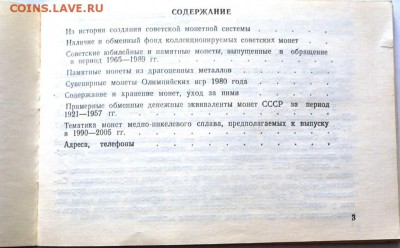 COINS.LAVE.RU
СОДЕРЖАНИЕ
Из истории создания советской монетной системы
Наличие и обменный фонд коллекционируемых советских монет
Советские юбилейные и памятные монеты, выпущенные в обращение
в период 1965—1989 гг.
Памятные монеты из драгоценных металлов
Сувенирные монеты Олимпийских игр 1980 года
Содержание и хранение монет, уход за ними
Примерные обменные денежные эквиваленты монет СССР за период
1921—1957 гг.
Тематика монет медно-никелевого сплава, предполагаемых к выпуску
в 1990—2005 гг.
Адреса, телефоны
3